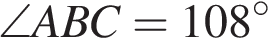 ∠ABC = 108°